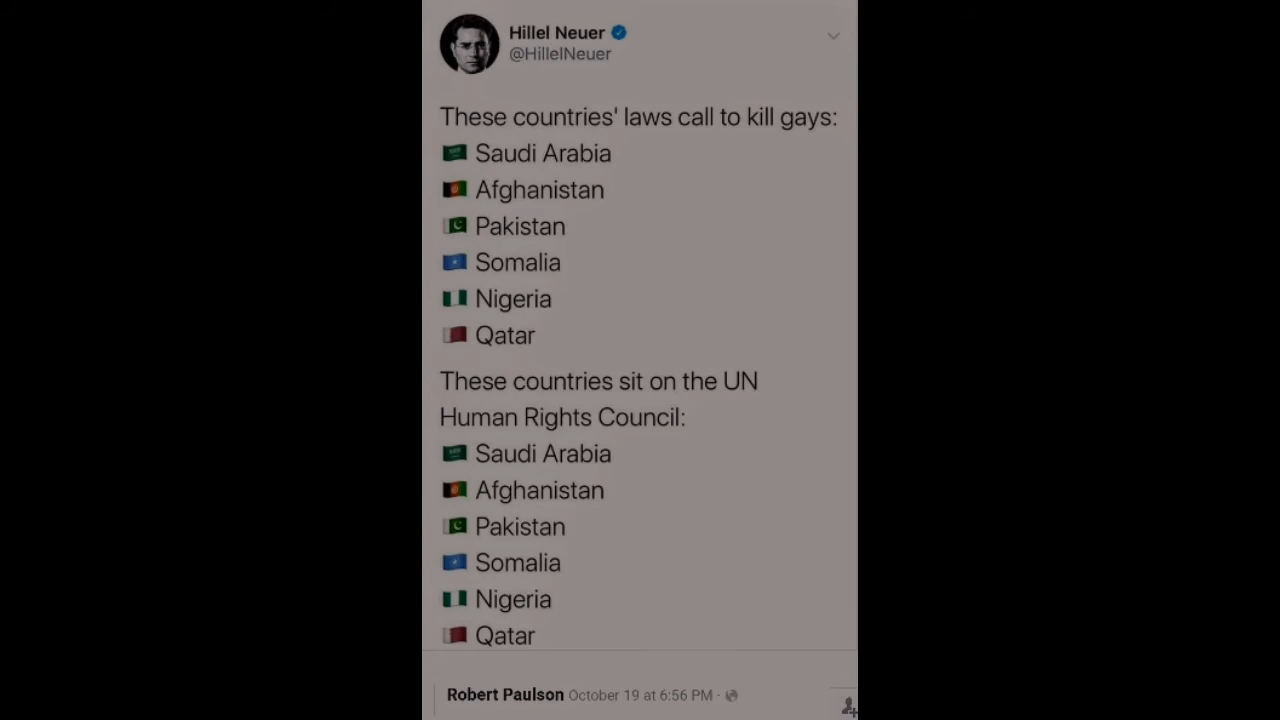 Hillel Neuer
@HillelNeuer
These countries' laws call to kill gays:
Saudi Arabia
Afghanistan
Pakistan
Somalia
Nigeria
Qatar
These countries sit on the UN
Human Rights Council:
Saudi Arabia
Afghanistan
Pakistan
Somalia
Nigeria
Qatar
Robert Paulson October 19 at 6:56 PM ·